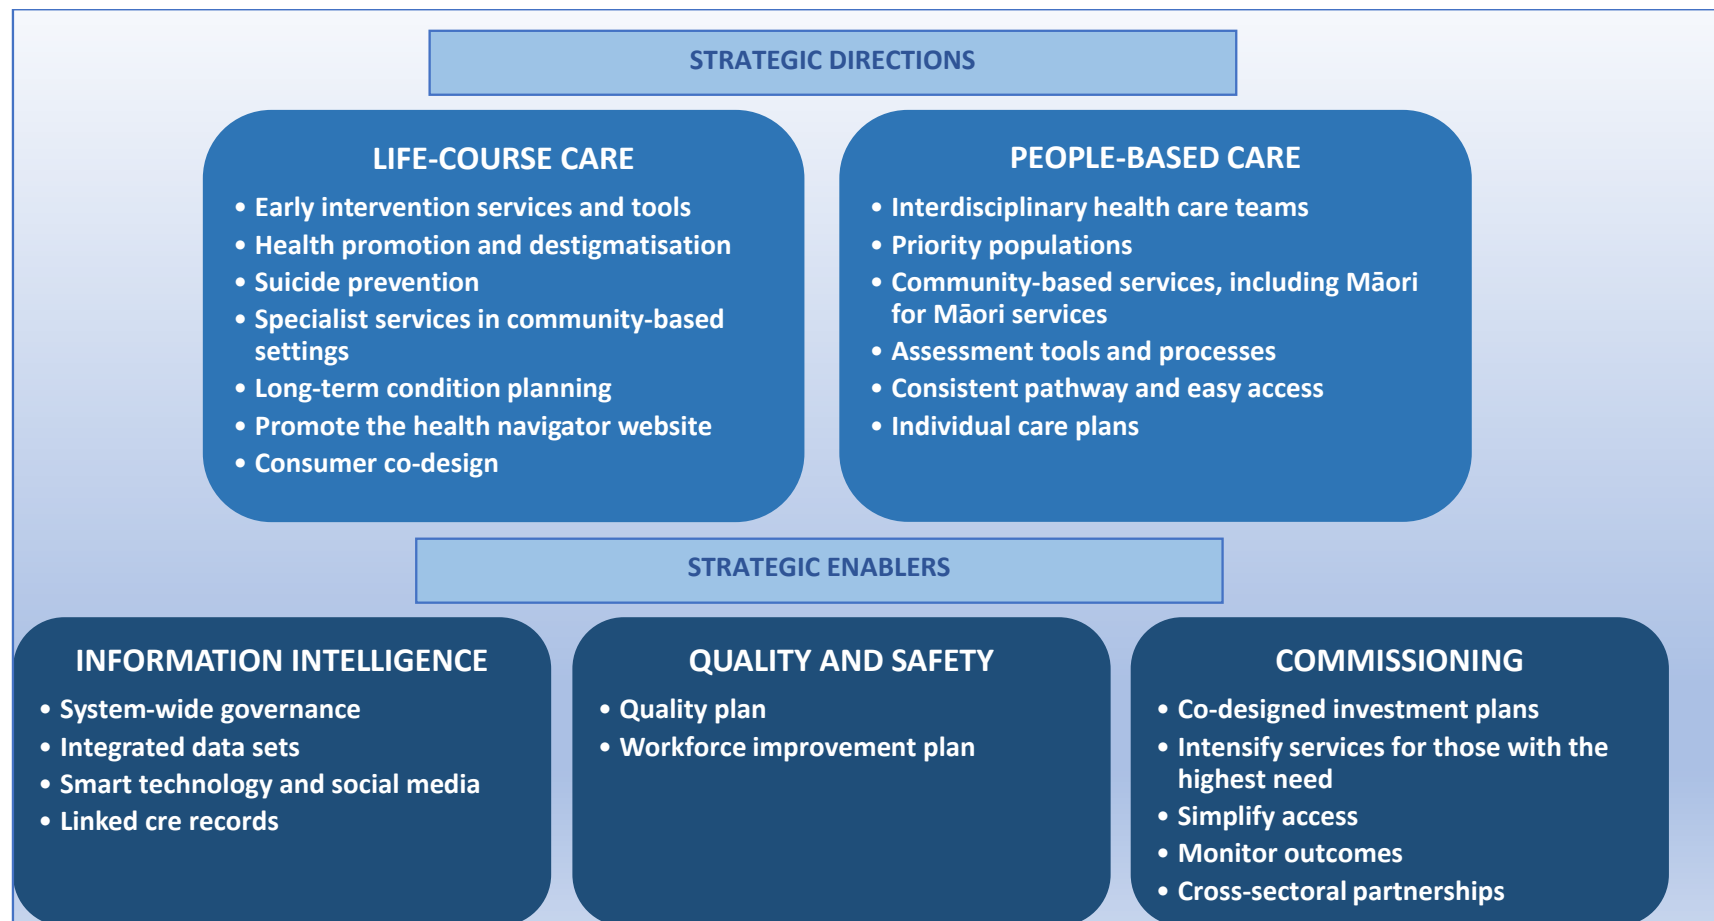 STRATEGIC DIRECTIONS
LIFE-COURSE CARE
• Early intervention services and tools
• Health promotion and destigmatisation
• Suicide prevention
• Specialist services in community-based
settings
• Long-term condition planning
• Promote the health navigator website
• Consumer co-design
PEOPLE-BASED CARE
• Interdisciplinary health care teams
• Priority populations
• Community-based services, including Māori
for Māori services
• Assessment tools and processes
• Consistent pathway and easy access
• Individual care plans
STRATEGIC ENABLERS
INFORMATION INTELLIGENCE
• System-wide governance
• Integrated data sets
• Smart technology and social media
• Linked cre records
QUALITY AND SAFETY
• Quality plan
• Workforce improvement plan
COMMISSIONING
• Co-designed investment plans
• Intensify services for those with the
highest need
• Simplify access
• Monitor outcomes
• Cross-sectoral partnerships